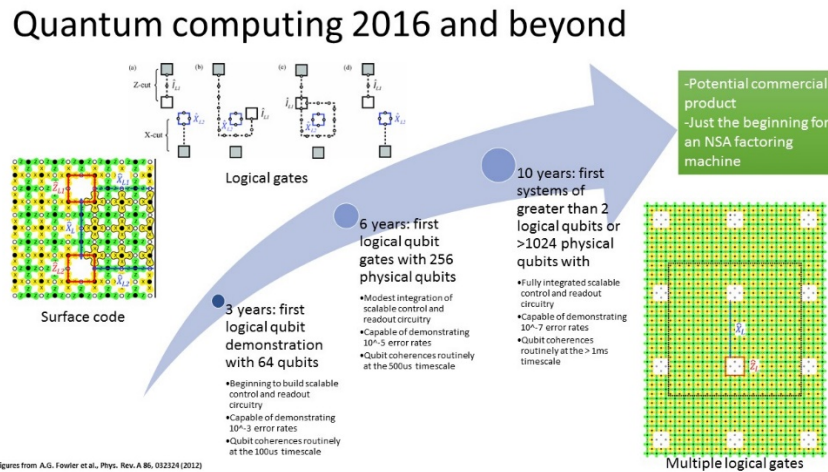 Quantum computing 2016 and beyond
(a)
(b)
(c)
(d)
Z-cut
X-cut
Logical gates
Surface code
3 years: first
logical qubit
demonstration
with 64 qubits
•Beginning to build scalable
control and readout
circuitry
•Capable of demonstrating
10^-3 error rates
•Qubit coherences routinely
at the 100us timescale
6 years: first
logical qubit
gates with 256
physical qubits
•Modest integration of
scalable control and
readout circuitry
•Capable of demonstrating
10^-5 error rates
•Qubit coherences routinely
at the 500us timescale
10 years: first
systems of
greater than 2
logical qubits or
>1024 physical
qubits with
•Fully integrated scalable
control and readout
circuitry
•Capable of demonstrating
10^-7 error rates
•Qubit coherences
routinely at the > 1ms
timescale
-Potential commercial
product
-Just the beginning for
an NSA factoring
machine
Multiple logical gates
igures from A.G. Fowler et al., Phys. Rev. A 86, 032324 (2012)